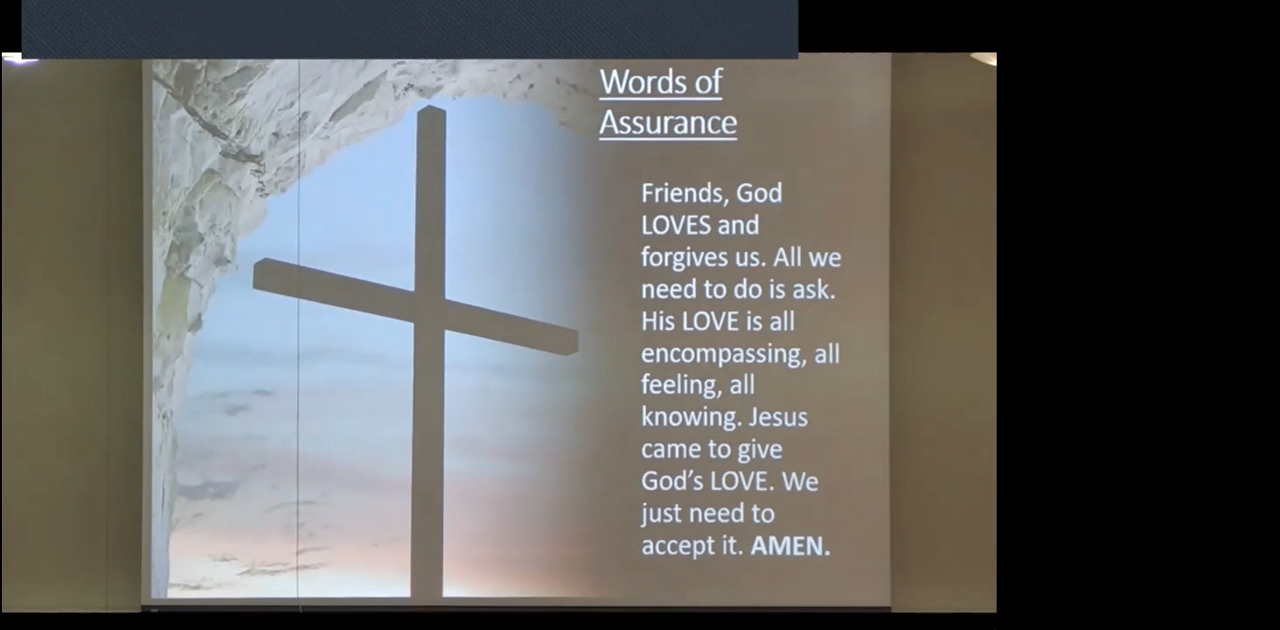 Words of
Assurance
Friends, God
LOVES and
forgives us. All we
need to do is ask.
His LOVE is all
encompassing, all
feeling, all
knowing. Jesus
came to give
God's LOVE. We
just need to
accept it. AMEN.